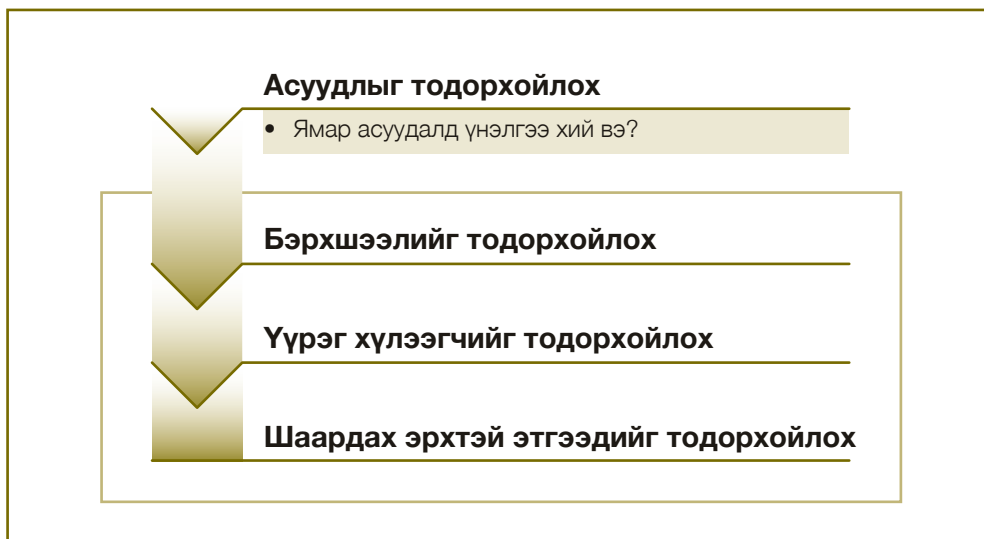 Асуудлыг тодорхойлох
• Ямар асуудалд үнэлгээ хий вэ?
Бэрхшээлийг тодорхойлох
Үүрэг хүлээгчийг тодорхойлох
Шаардах эрхтэй этгээдийг тодорхойлох